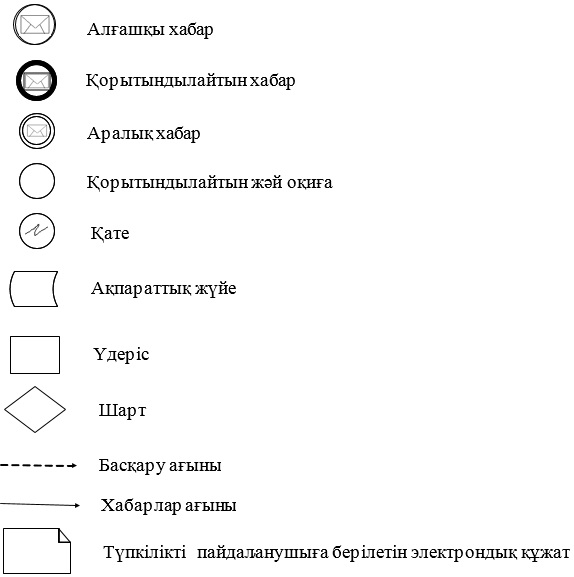 Алғашқы хабар
Қорытындылайтын хабар
Аралық хабар
Қорытындылайтын жәй оқиға
Қате
Ақпараттық жүйе
Үдеріс
Шарт
Басқару ағыны
Хабарлар ағыны
Түпкілікті пайдаланушыға берілетін электрондық құжат